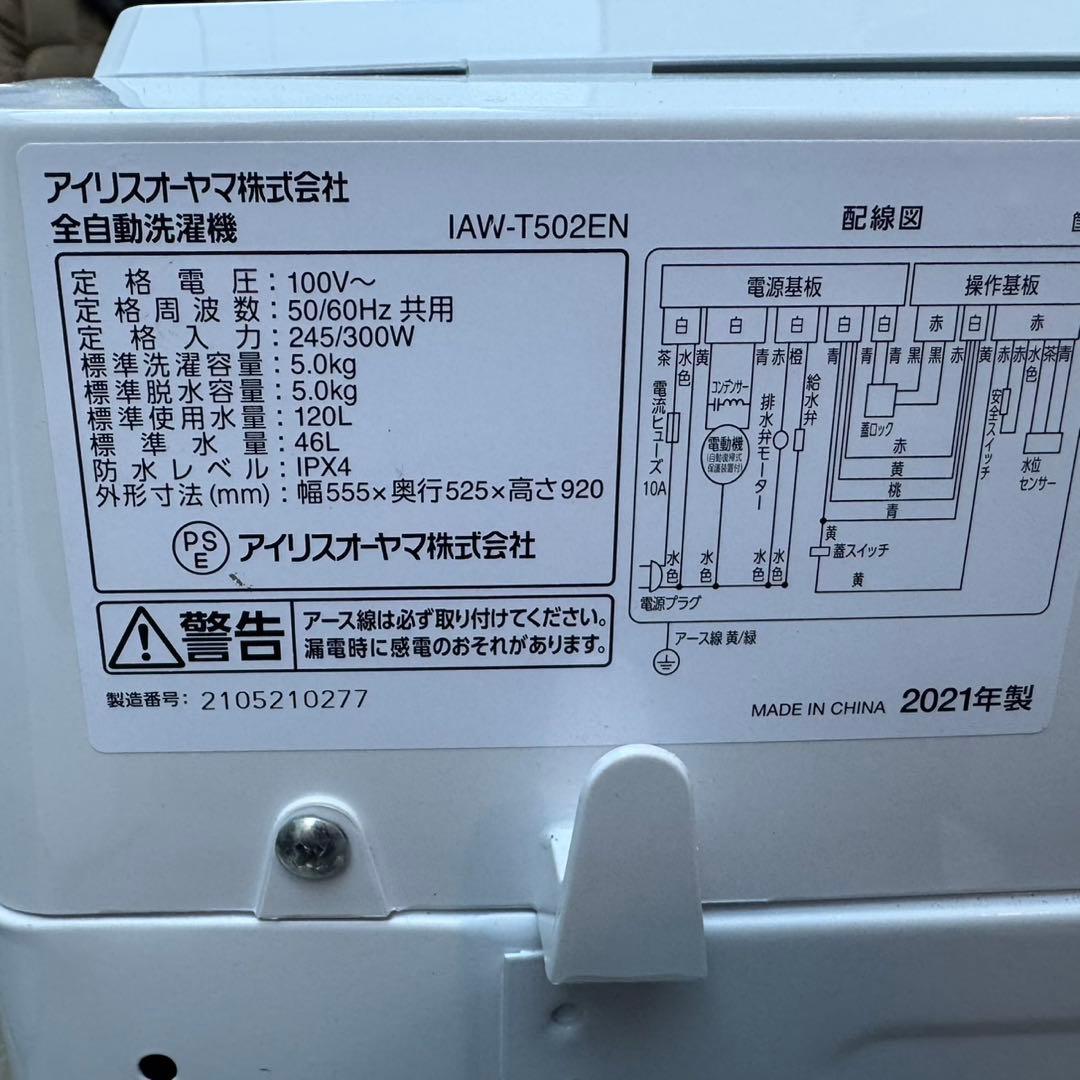 アイリスオーヤマ株式会社
全自動洗濯機 IAW-T502EN
定格電圧：100V～
定格周波数：50/60Hz 共用
定格入力：245/300W
標準洗濯容量：5.0kg
標準脱水容量：5.0kg
標準使用水量：120L
標準水量：46L
防水レベル：IPX4
外形寸法(mm)：幅555×奥行525×高さ920
PSE アイリスオーヤマ株式会社
警告
アース線は必ず取り付けてください。
漏電時に感電のおそれがあります。
製造番号：2105210277
配線図
電源基板 操作基板
白 白 白 白 白 赤 白 赤
茶 水色 黄 青 赤 橙 青 青 黒 黒 赤 黄 赤 赤 水色 茶 青
電流ヒューズ 10A
コンデンサー
電動機
(自動復帰式
保護装置付)
排水弁モーター
給水弁
蓋ロック
安全スイッチ
水位
センサー
赤
黄
桃
青
黄
蓋スイッチ
黄
水色 水色 水色 水色
電源プラグ
アース線 黄/緑
MADE IN CHINA 2021年製